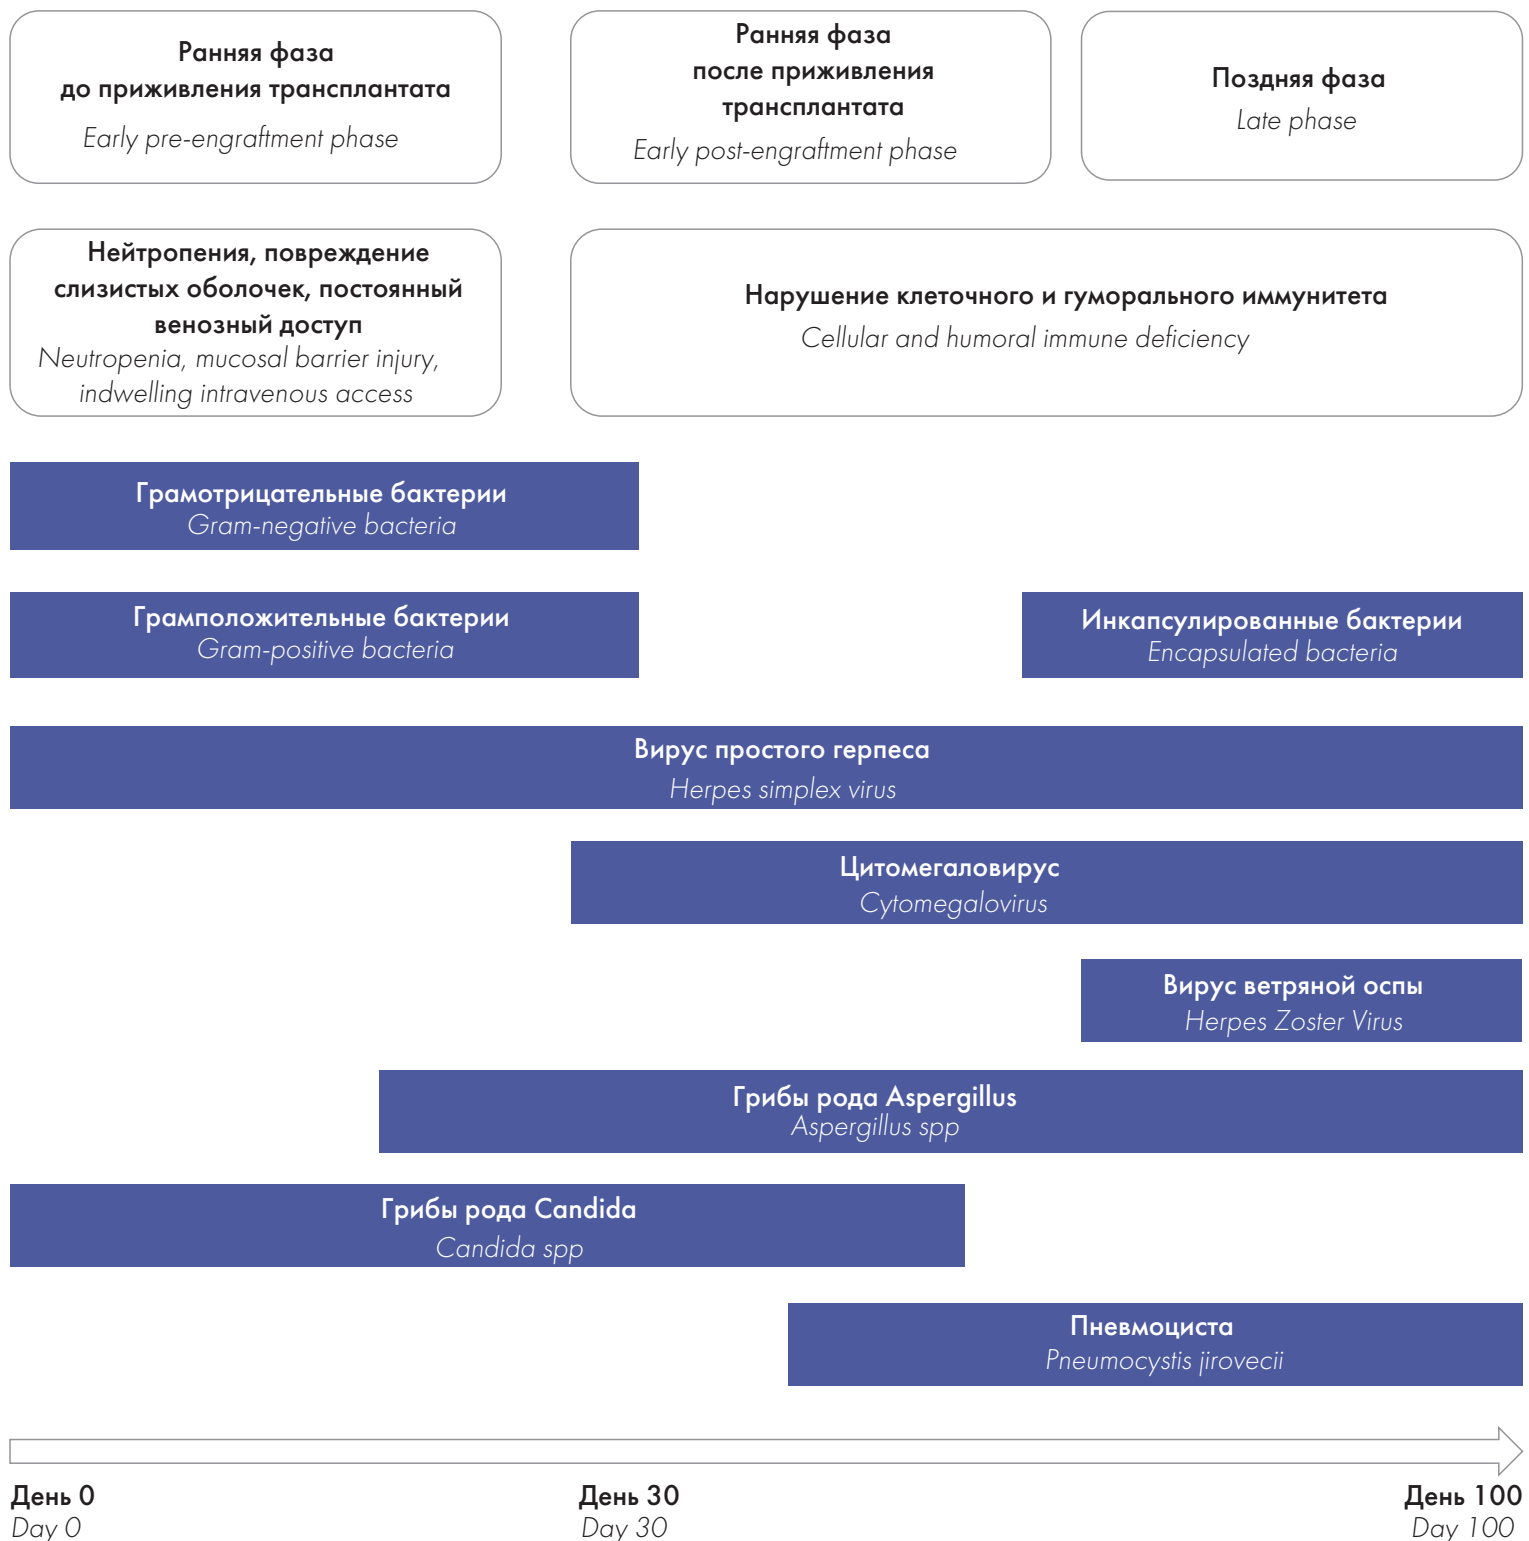 Ранняя фаза
до приживления трансплантата
Early pre-engraftment phase
Ранняя фаза
после приживления
трансплантата
Early post-engraftment phase
Поздняя фаза
Late phase
Нейтропения, повреждение
слизистых оболочек, постоянный
венозный доступ
Neutropenia, mucosal barrier injury,
indwelling intravenous access
Нарушение клеточного и гуморального иммунитета
Cellular and humoral immune deficiency
Грамотрицательные бактерии
Gram-negative bacteria
Грамположительные бактерии
Gram-positive bacteria
Инкапсулированные бактерии
Encapsulated bacteria
Вирус простого герпеса
Herpes simplex virus
Цитомегаловирус
Cytomegalovirus
Вирус ветряной оспы
Herpes Zoster Virus
Грибы рода Aspergillus
Aspergillus spp
Грибы рода Candida
Candida spp
Пневмоциста
Pneumocystis jirovecii
День 0
Day 0
День 30
Day 30
День 100
Day 100